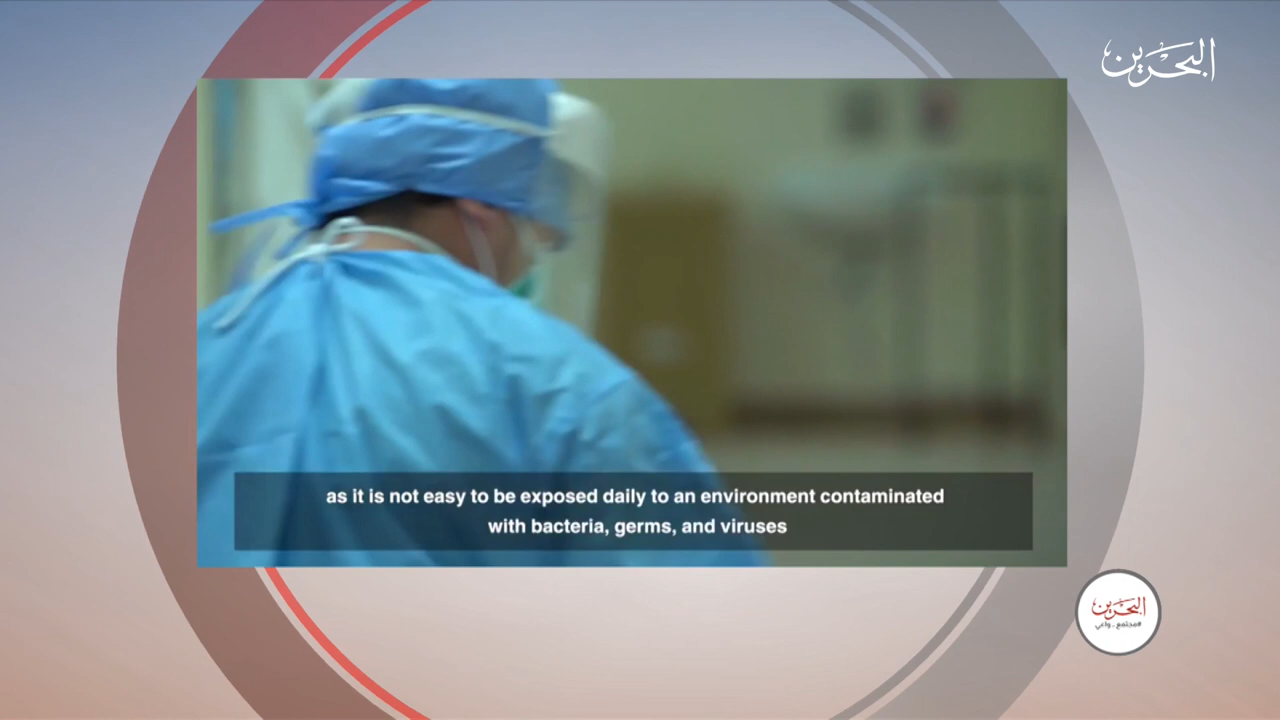 البحرين
as it is not easy to be exposed daily to an environment contaminated
with bacteria, germs, and viruses
البحرين
#مجتمع_واعي